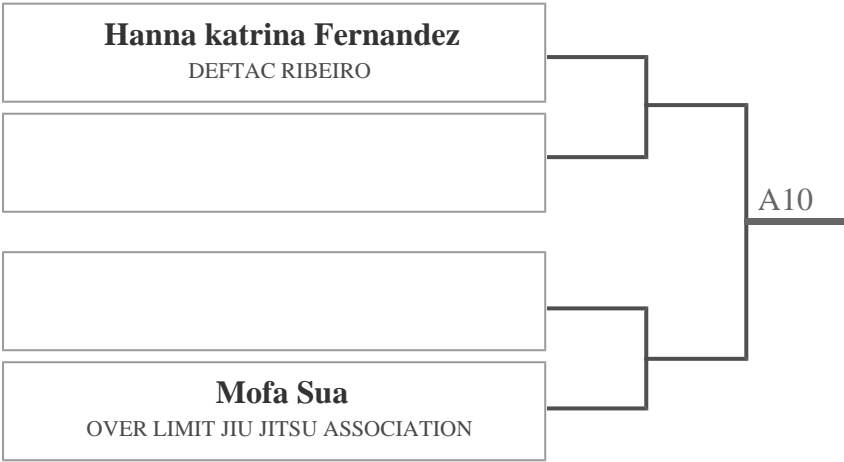 Hanna katrina Fernandez
DEFTAC RIBEIRO
A10
Mofa Sua
OVER LIMIT JIU JITSU ASSOCIATION